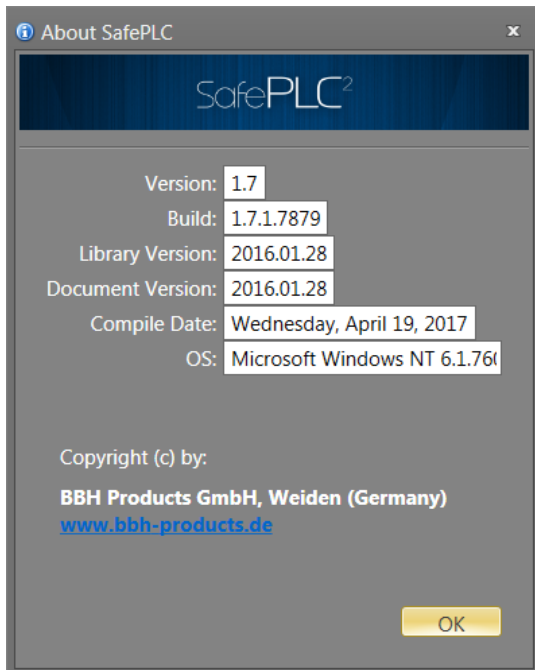 About SafePLC
SafePLC²
Version: 1.7
Build: 1.7.1.7879
Library Version: 2016.01.28
Document Version: 2016.01.28
Compile Date: Wednesday, April 19, 2017
OS: Microsoft Windows NT 6.1.760
Copyright (c) by:
BBH Products GmbH, Weiden (Germany)
www.bbh-products.de
OK